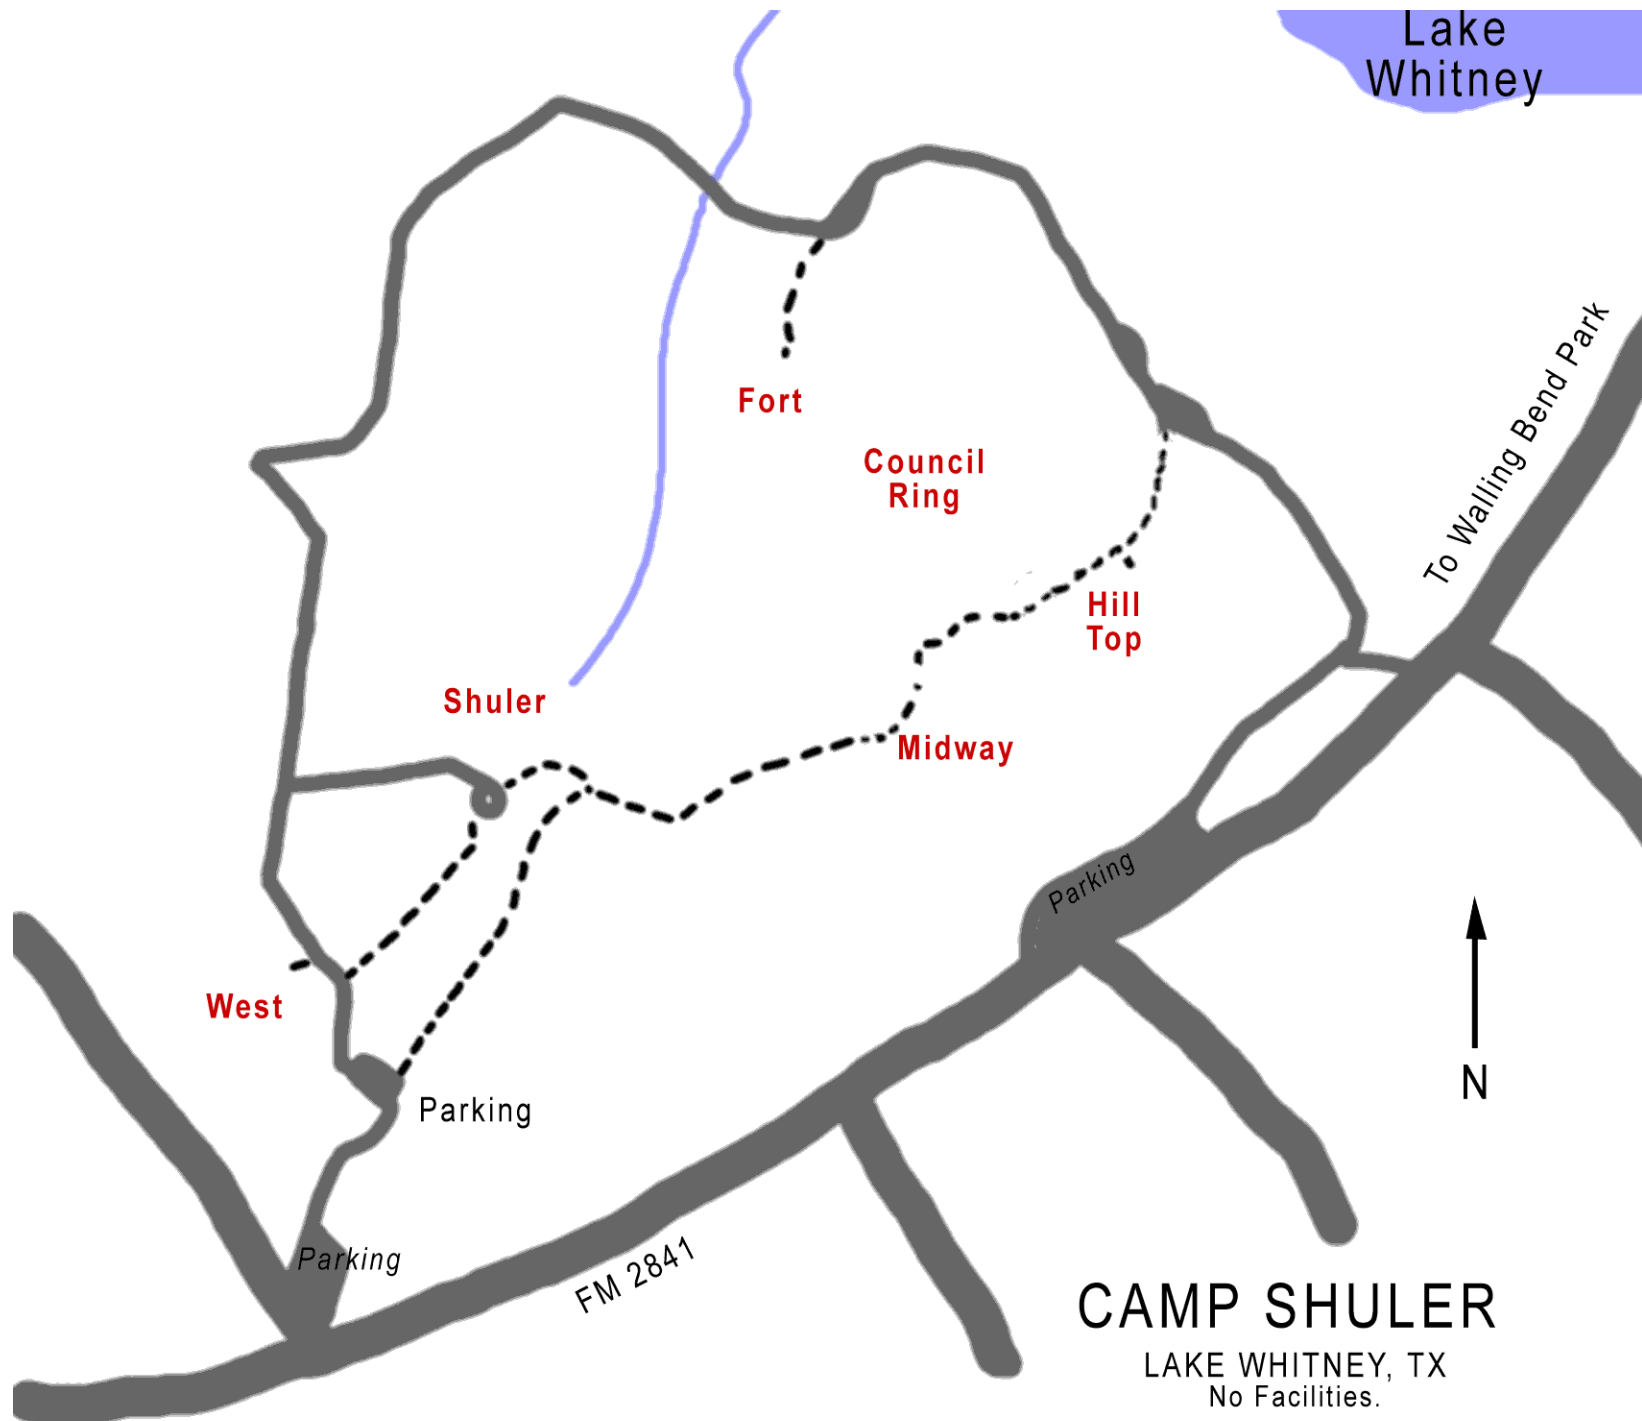 Lake
Whitney
To Walling Bend Park
Fort
Council
Ring
Hill
Top
Shuler
Midway
Parking
West
N
Parking
Parking
FM 2841
CAMP SHULER
LAKE WHITNEY, TX
No Facilities.